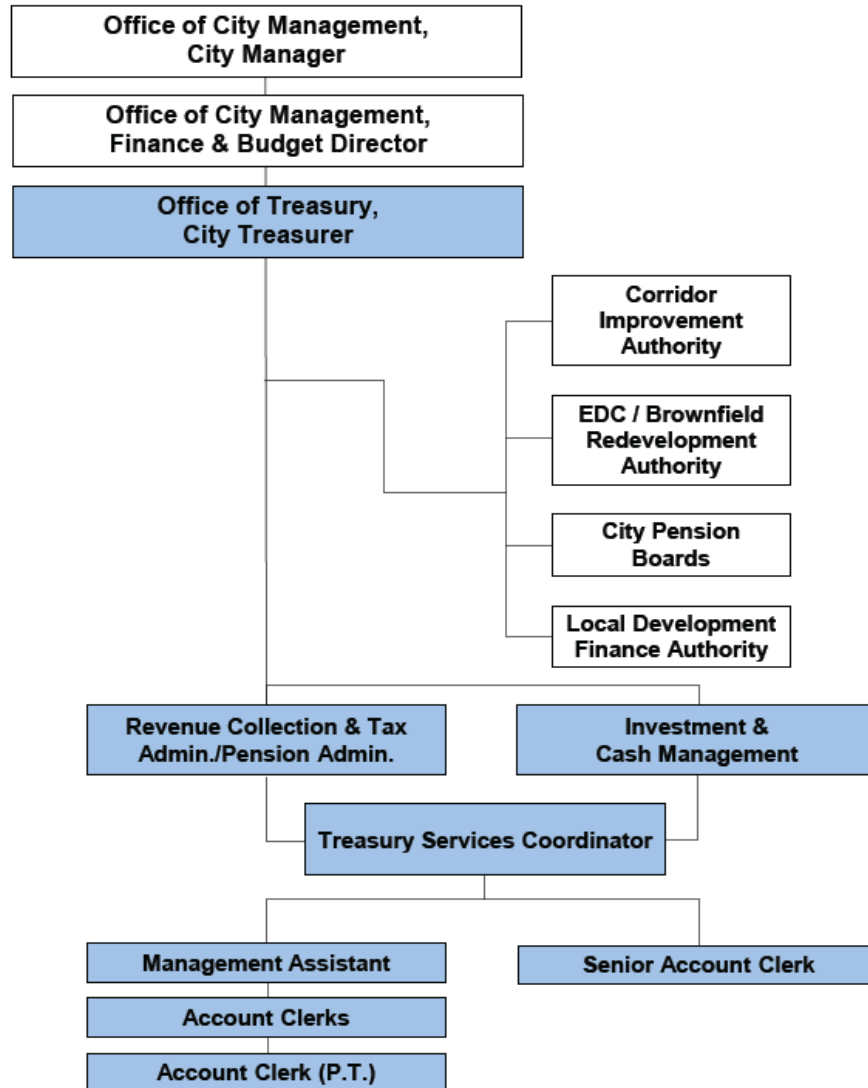 Office of City Management,
City Manager
Office of City Management,
Finance & Budget Director
Office of Treasury,
City Treasurer
Corridor
Improvement
Authority
EDC / Brownfield
Redevelopment
Authority
City Pension
Boards
Local Development
Finance Authority
Revenue Collection & Tax
Admin./Pension Admin.
Investment &
Cash Management
Treasury Services Coordinator
Management Assistant
Senior Account Clerk
Account Clerks
Account Clerk (P.T.)